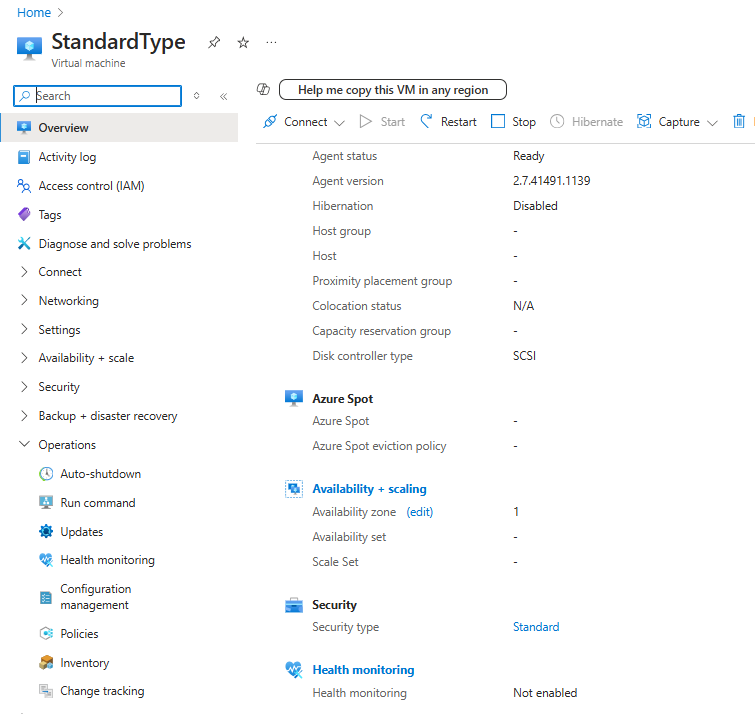 Home
StandardType
Virtual machine
Search
Overview
Activity log
Access control (IAM)
Tags
Diagnose and solve problems
Connect
Networking
Settings
Availability + scale
Security
Backup + disaster recovery
Operations
Auto-shutdown
Run command
Updates
Health monitoring
Configuration
management
Policies
Inventory
Change tracking
Help me copy this VM in any region
Connect Start Restart Stop Hibernate Capture
Agent status Ready
Agent version 2.7.41491.1139
Hibernation Disabled
Host group -
Host -
Proximity placement group -
Colocation status N/A
Capacity reservation group -
Disk controller type SCSI
Azure Spot
Azure Spot -
Azure Spot eviction policy -
Availability + scaling
Availability zone (edit) 1
Availability set -
Scale Set -
Security
Security type Standard
Health monitoring
Health monitoring Not enabled